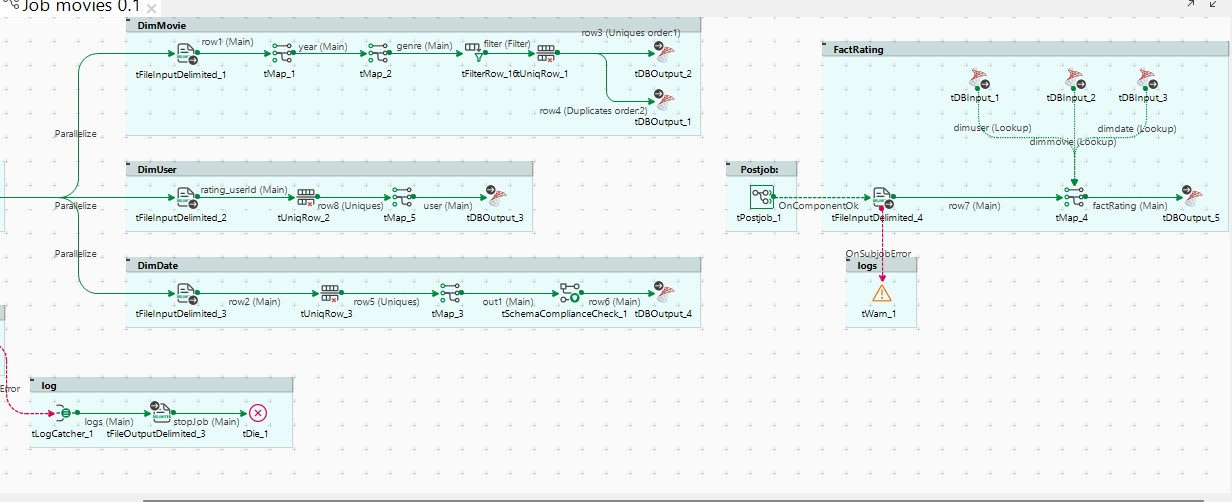 Job movies 0.1
DimMovie
row1 (Main)
year (Main)
genre (Main)
filter (Filter)
row3 (Uniques order:1)
tFileInputDelimited_1
tMap_1
tMap_2
tUniqRow_1
tDBOutput_2
row4 (Duplicates order:2)
tDBOutput_1
Parallelize
DimUser
rating_userId (Main)
row8 (Uniques)
user (Main)
tFileInputDelimited_2
tUniqRow_2
tMap_5
tDBOutput_3
Parallelize
Parallelize
DimDate
row2 (Main)
row5 (Uniques)
out1 (Main)
row6 (Main)
tFileInputDelimited_3
tUniqRow_3
tMap_3
tSchemaComplianceCheck_1
tDBOutput_4
FactRating
tDBInput_1
tDBInput_2
tDBInput_3
dimuser (Lookup)
dimdate (Lookup)
dimmovie (Lookup)
Postjob:
tPostjob_1
OnComponentOk
tFileInputDelimited_4
row7 (Main)
tMap_4
factRating (Main)
tDBOutput_5
OnSubjobError
logs
tWarn_1
Error
log
logs (Main)
stopJob (Main)
tLogCatcher_1
tFileOutputDelimited_3
tDie_1